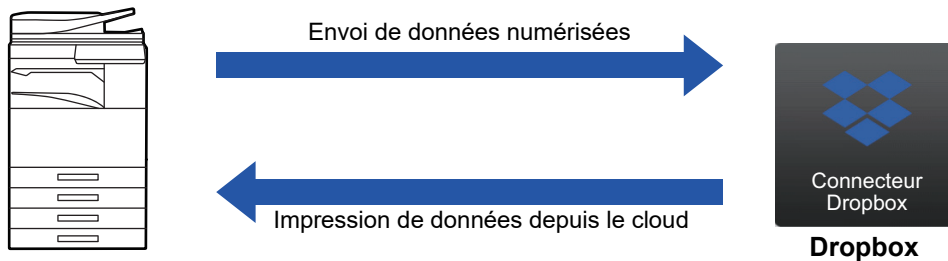 Envoi de données numérisées
Connecteur
Dropbox
Impression de données depuis le cloud
Dropbox